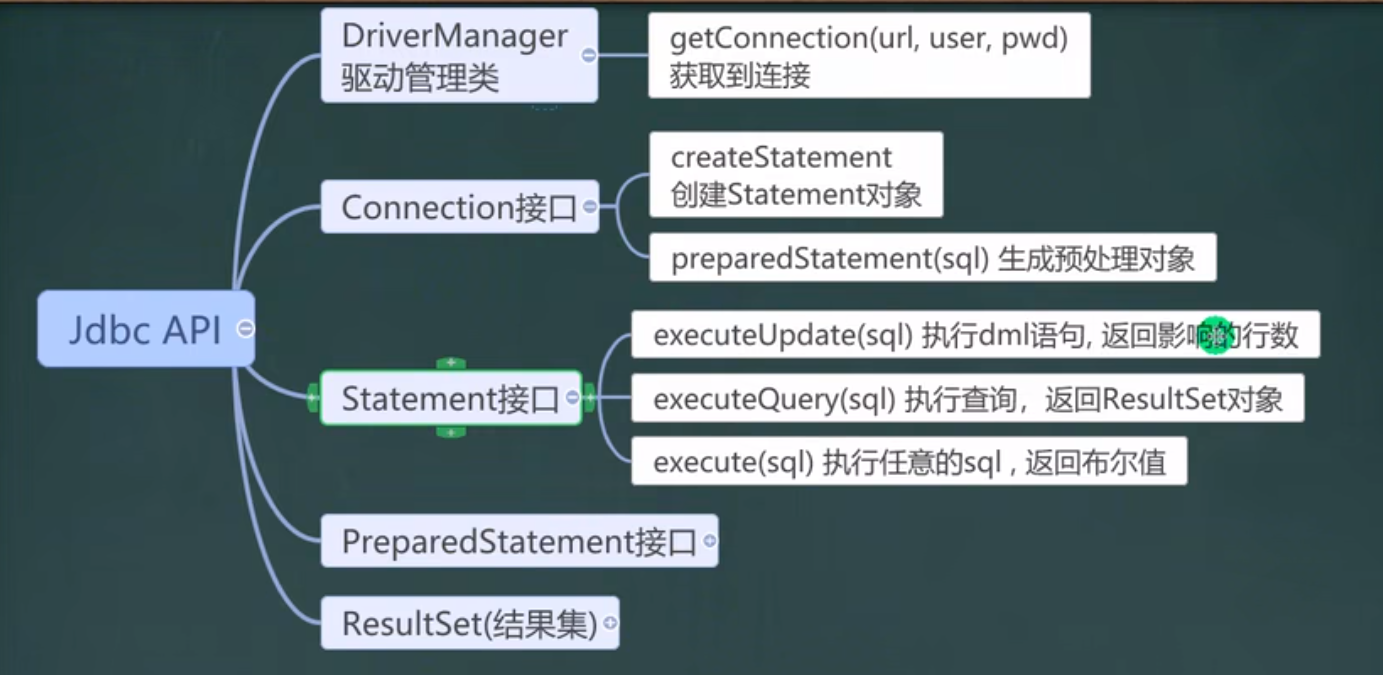 DriverManager
驱动管理类
getConnection(url, user, pwd)
获取到连接
Connection接口
createStatement
创建Statement对象
preparedStatement(sql) 生成预处理对象
Jdbc API
Statement接口
executeUpdate(sql) 执行dml语句, 返回影响的行数
executeQuery(sql) 执行查询，返回ResultSet对象
execute(sql) 执行任意的sql , 返回布尔值
PreparedStatement接口
ResultSet(结果集)